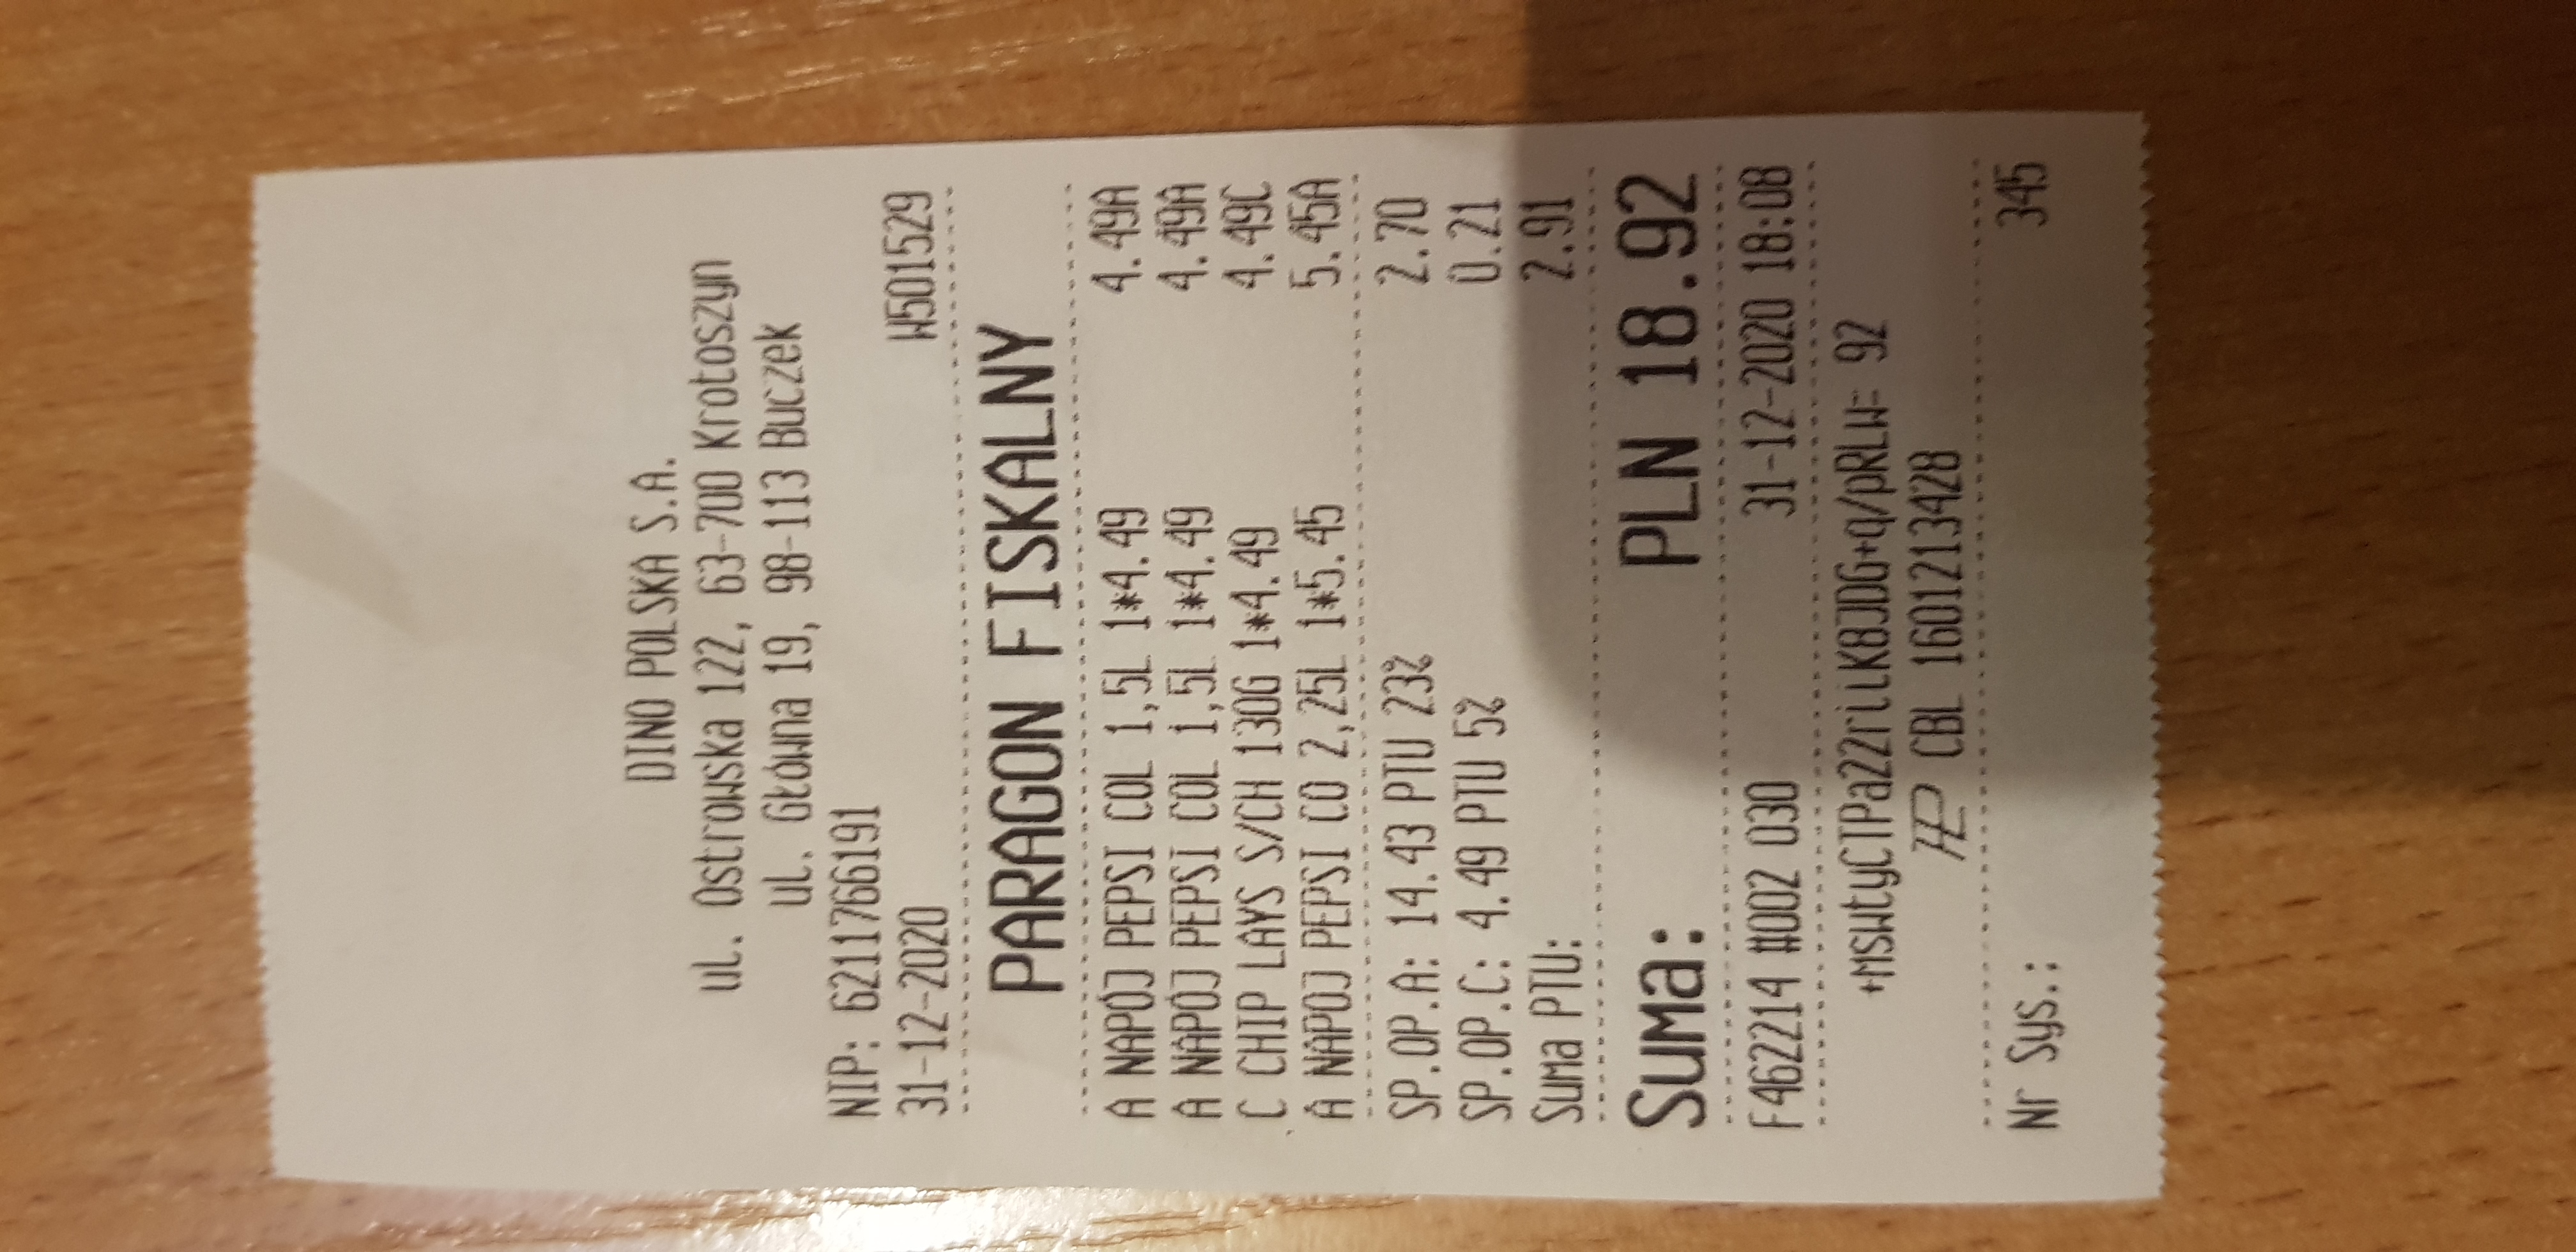 DINO POLSKA S.A.
ul. Ostrowska 122, 63-700 Krotoszyn
ul. Główna 19, 98-113 Buczek
NIP: 6211766191
31-12-2020 W501529
PARAGON FISKALNY
A NAPÓJ PEPSI COL 1,5L 1*4.49 4.49A
A NAPÓJ PEPSI COL 1,5L 1*4.49 4.49A
C CHIP LAYS S/CH 130G 1*4.49 4.49C
A NAPOJ PEPSI CO 2,25L 1*5.45 5.45A
SP.OP.A: 14.43 PTU 23% 2.70
SP.OP.C: 4.49 PTU 5% 0.21
Suma PTU: 2.91
Suma: PLN 18.92
F462214 #002 030 31-12-2020 18:08
+MSWtyCTPa22riiK8JDG+q/pRLw= 92
CBL 1601213428
Nr Sys.: 345